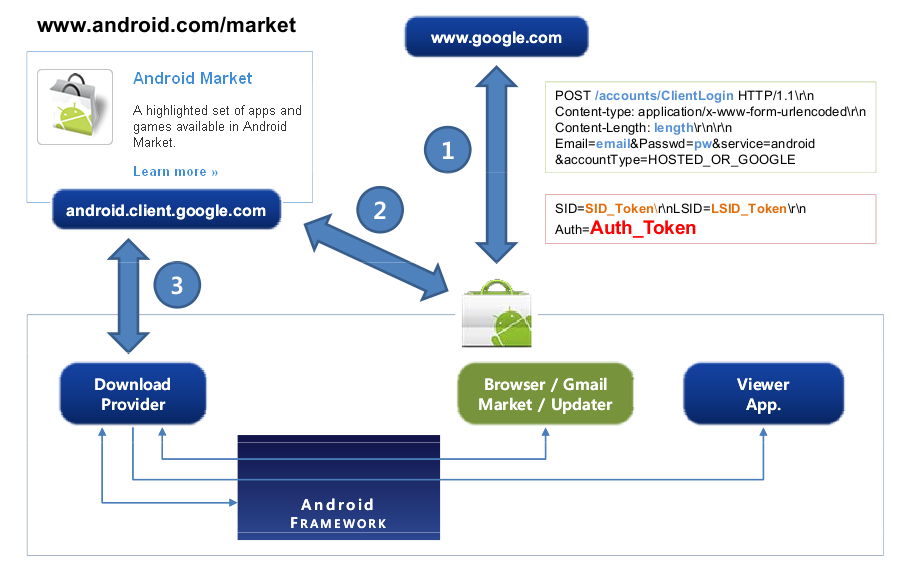 www.android.com/market
www.google.com
Android Market
A highlighted set of apps and
games available in Android
Market.
Learn more »
android.client.google.com
POST /accounts/ClientLogin HTTP/1.1\r\n
Content-type: application/x-www-form-urlencoded\r\n
Content-Length: length\r\n\r\n
Email=email&Passwd=pw&service=android
&accountType=HOSTED_OR_GOOGLE
SID=SID_Token\r\nLSID=LSID_Token\r\n
Auth=Auth_Token
1
2
3
Download
Provider
Browser / Gmail
Market / Updater
Viewer
App.
Android
FRAMEWORK